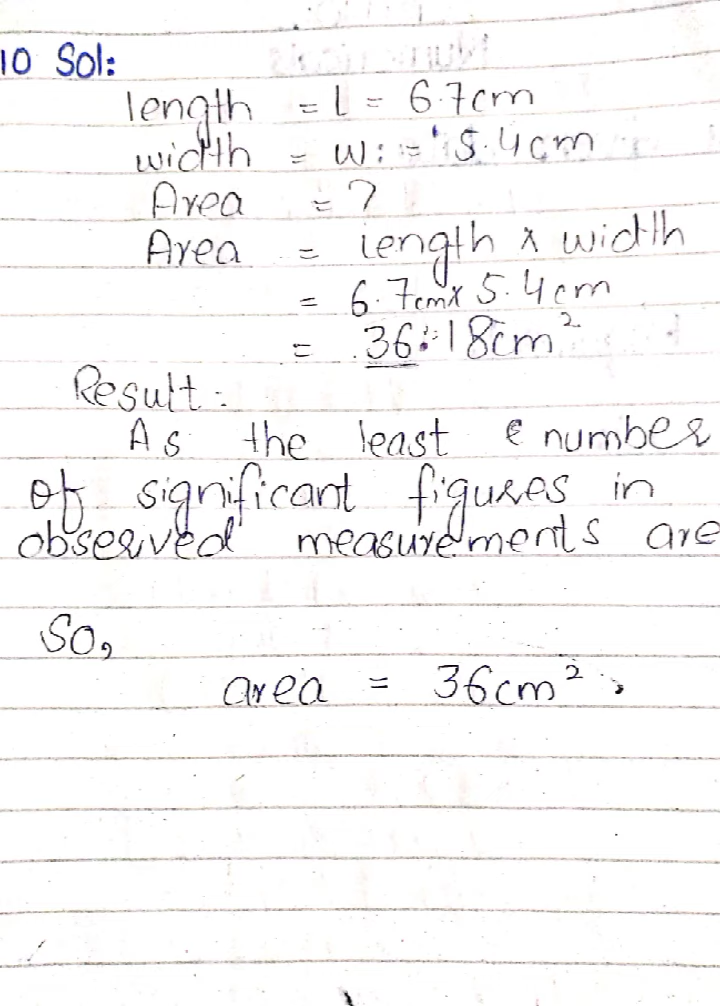 10 Sol:
length = l = 6.7cm
width = w: = 5.4cm
Area = ?
Area = length x width
= 6.7cmx 5.4cm
= 36.18cm²
Result:
As the least number
of significant figures in
observed measurements are
So,
area = 36cm²,